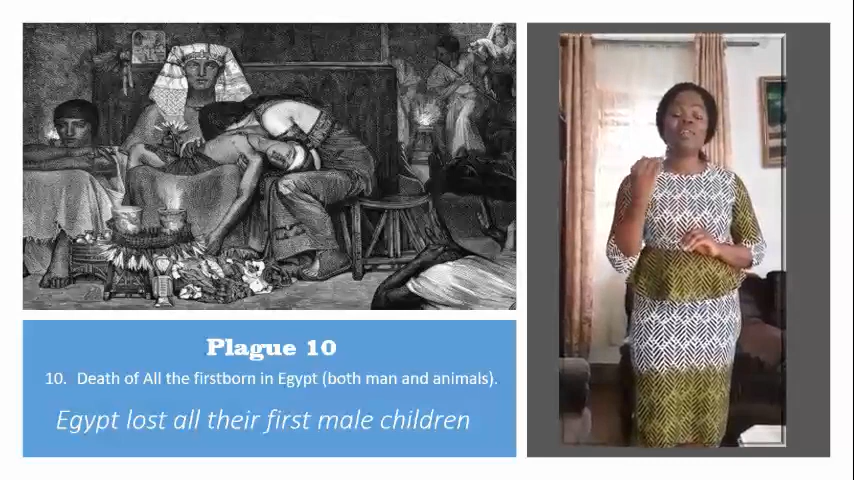 Plague 10
10. Death of All the firstborn in Egypt (both man and animals).
Egypt lost all their first male children